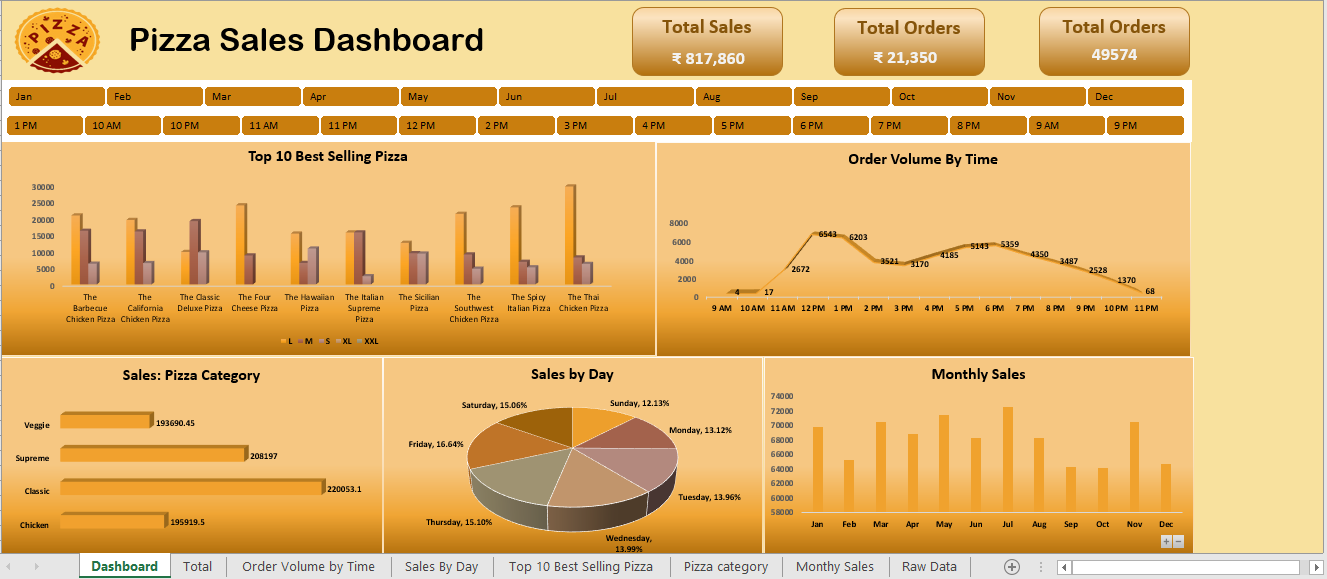 PIZZA
Pizza Sales Dashboard
Total Sales
₹ 817,860
Total Orders
₹ 21,350
Total Orders
49574
Jan Feb Mar Apr May Jun Jul Aug Sep Oct Nov Dec
1 PM 10 AM 10 PM 11 AM 11 PM 12 PM 2 PM 3 PM 4 PM 5 PM 6 PM 7 PM 8 PM 9 AM 9 PM
Top 10 Best Selling Pizza
30000
25000
20000
15000
10000
5000
0
The Barbecue Chicken Pizza
The California Chicken Pizza
The Classic Deluxe Pizza
The Four Cheese Pizza
The Hawaiian Pizza
The Italian Supreme Pizza
The Sicilian Pizza
The Southwest Chicken Pizza
The Spicy Italian Pizza
The Thai Chicken Pizza
L M S XL XXL
Order Volume By Time
8000
6000
4000
2000
0
4 17 2672 6543 6203 3521 3170 4185 5143 5359 4350 3487 2528 1370 68
9 AM 10 AM 11 AM 12 PM 1 PM 2 PM 3 PM 4 PM 5 PM 6 PM 7 PM 8 PM 9 PM 10 PM 11 PM
Sales: Pizza Category
Veggie 193690.45
Supreme 208197
Classic 220053.1
Chicken 195919.5
Sales by Day
Sunday, 12.13%
Monday, 13.12%
Tuesday, 13.96%
Wednesday,
13.99%
Thursday, 15.10%
Friday, 16.64%
Saturday, 15.06%
Monthly Sales
74000
72000
70000
68000
66000
64000
62000
60000
58000
Jan Feb Mar Apr May Jun Jul Aug Sep Oct Nov Dec
Dashboard Total Order Volume by Time Sales By Day Top 10 Best Selling Pizza Pizza category Monthy Sales Raw Data